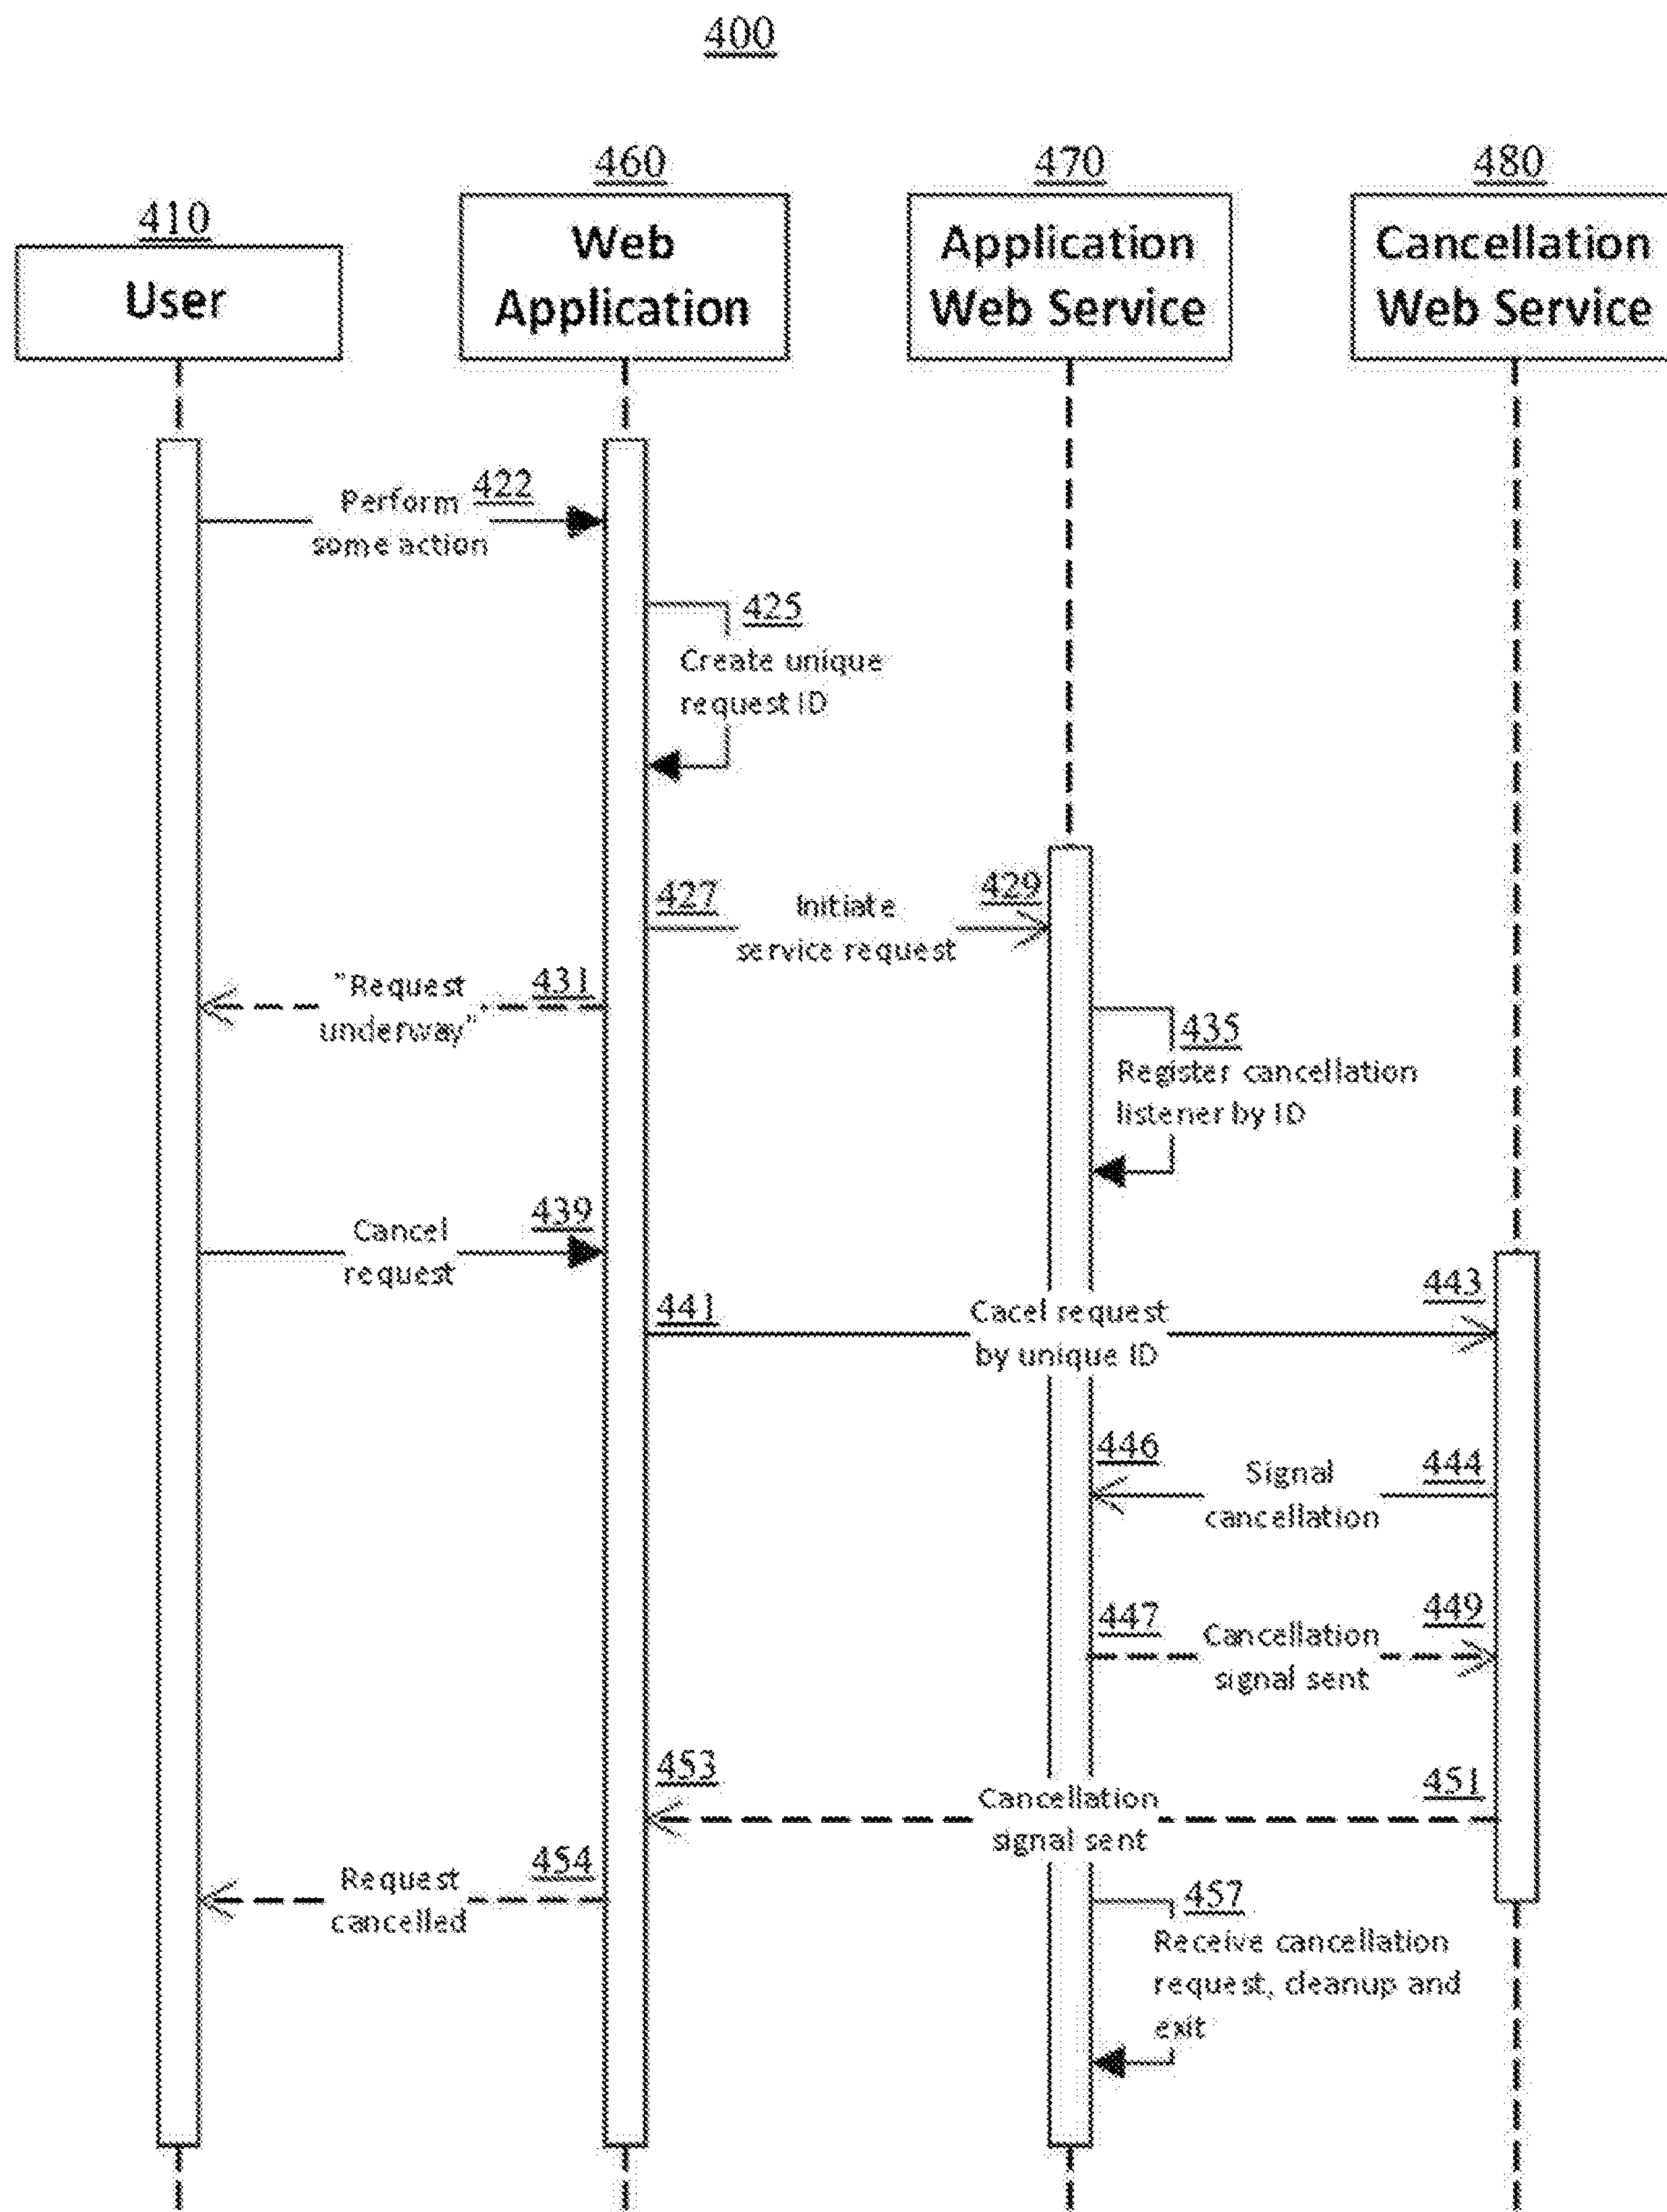 400
410
User
460
Web
Application
470
Application
Web Service
480
Cancellation
Web Service
422
Perform
some action
425
Create unique
request ID
427
Initiate
service request
429
"Request
underway"
431
435
Register cancellation
listener by ID
Cancel
request
439
441
Cacel request
by unique ID
443
446
Signal
cancellation
444
447
Cancellation
signal sent
449
453
Cancellation
signal sent
451
Request
cancelled
454
457
Receive cancellation
request, cleanup and
exit